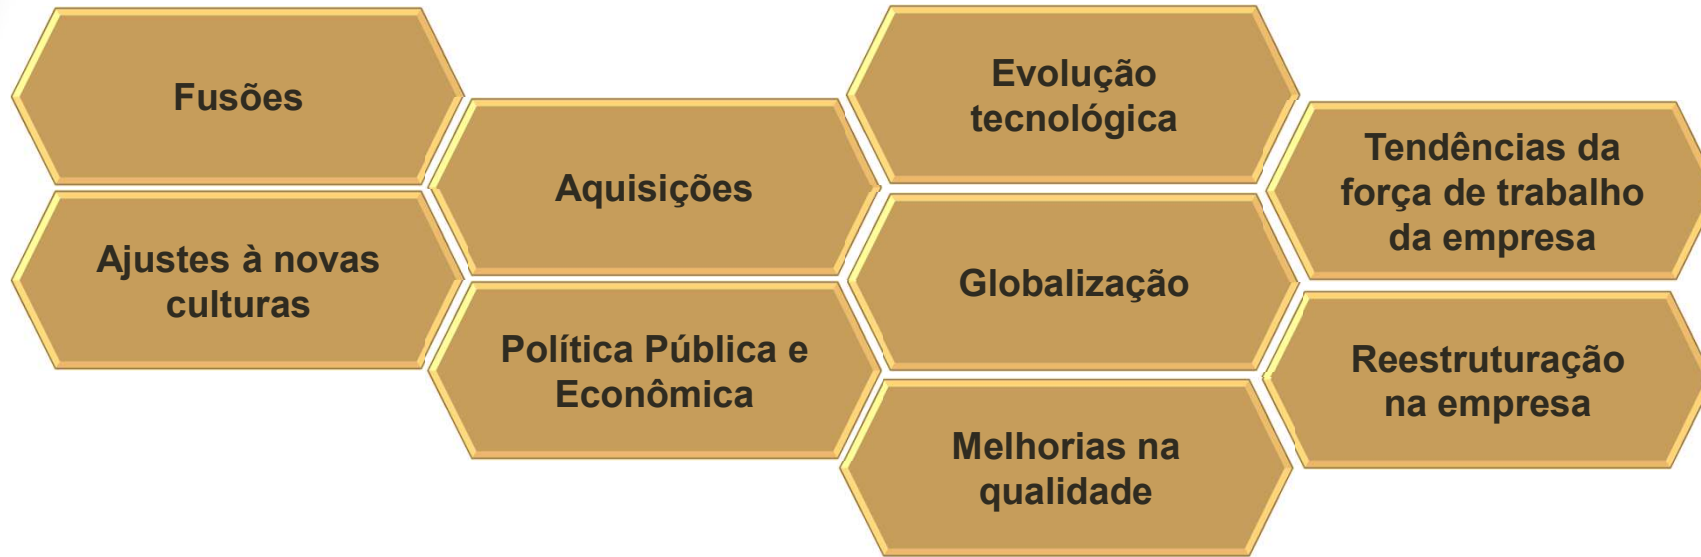 Fusões
Ajustes à novas
culturas
Aquisições
Política Pública e
Econômica
Evolução
tecnológica
Globalização
Melhorias na
qualidade
Tendências da
força de trabalho
da empresa
Reestruturação
na empresa